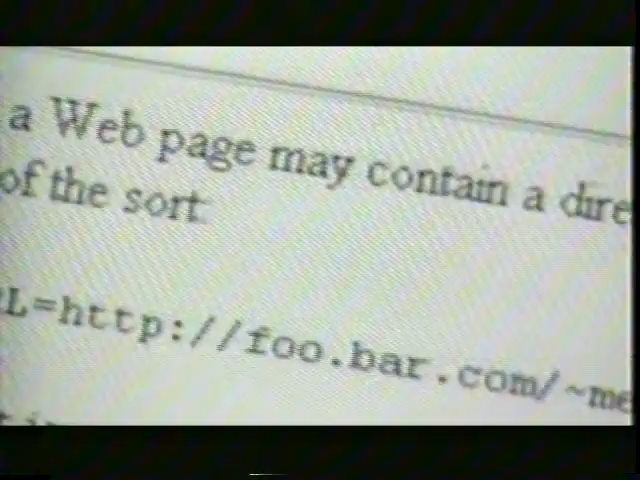 a Web page may contain a dire
of the sort:
L=http://foo.bar.com/~me